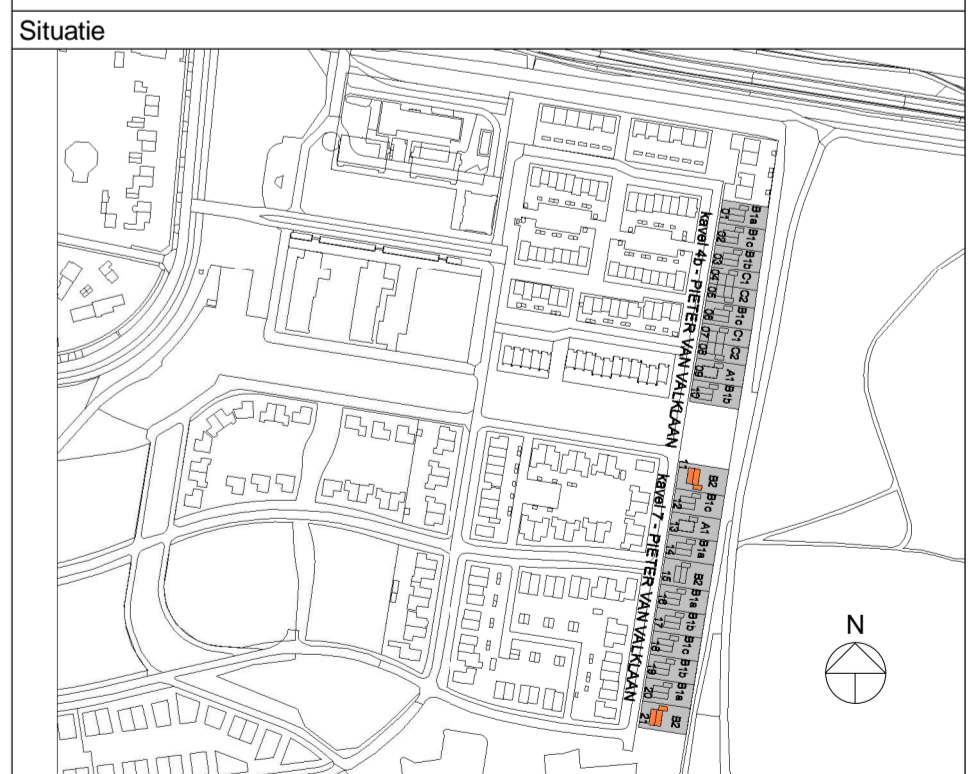 Situatie
B1a B1c B1b C1 C2 B1c C1 C2 A1 B1b
01 02 03 04 05 06 07 08 09 10
kavel 4b - PIETER VAN VALKLAAN
B2 B1c A1 B1a B2 B1a B1b B1c B1b B1a B2
11 12 13 14 15 16 17 18 19 20 21
kavel 7 - PIETER VAN VALKLAAN
N